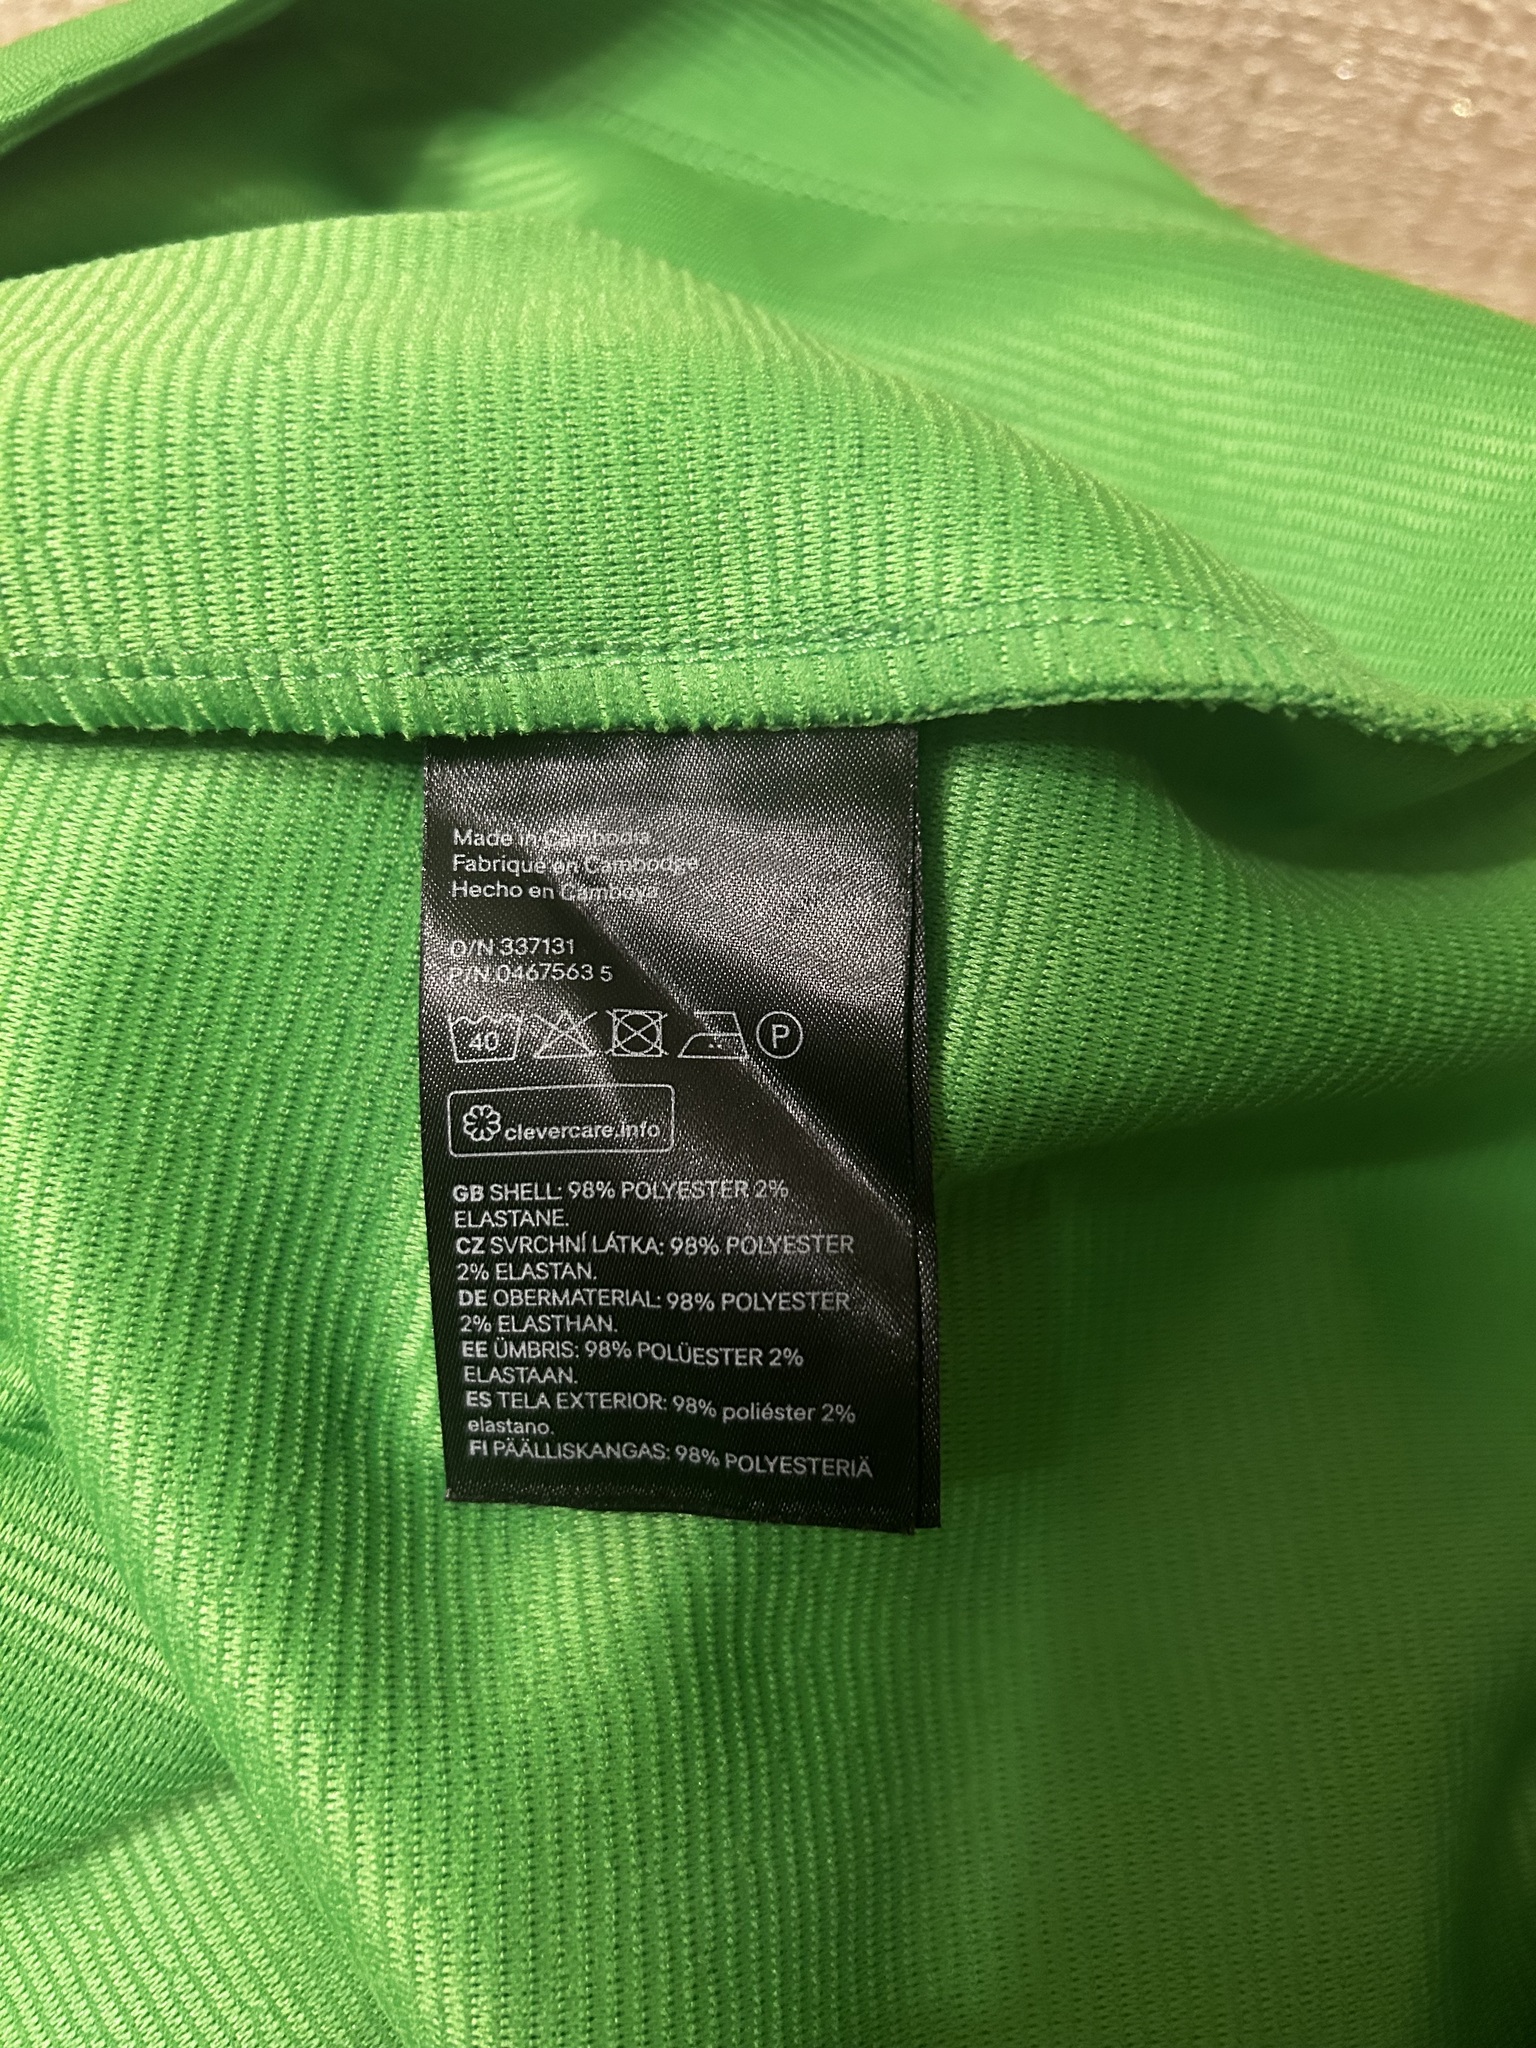 Made in Cambodia
Fabriqué en Cambodge
Hecho en Camboya
O/N 337131
P/N 0467563 5
40 P
clevercare.info
GB SHELL: 98% POLYESTER 2%
ELASTANE.
CZ SVRCHNÍ LÁTKA: 98% POLYESTER
2% ELASTAN.
DE OBERMATERIAL: 98% POLYESTER
2% ELASTHAN.
EE ÜMBRIS: 98% POLÜESTER 2%
ELASTAAN.
ES TELA EXTERIOR: 98% poliéster 2%
elastano.
FI PÄÄLLISKANGAS: 98% POLYESTERIÄ